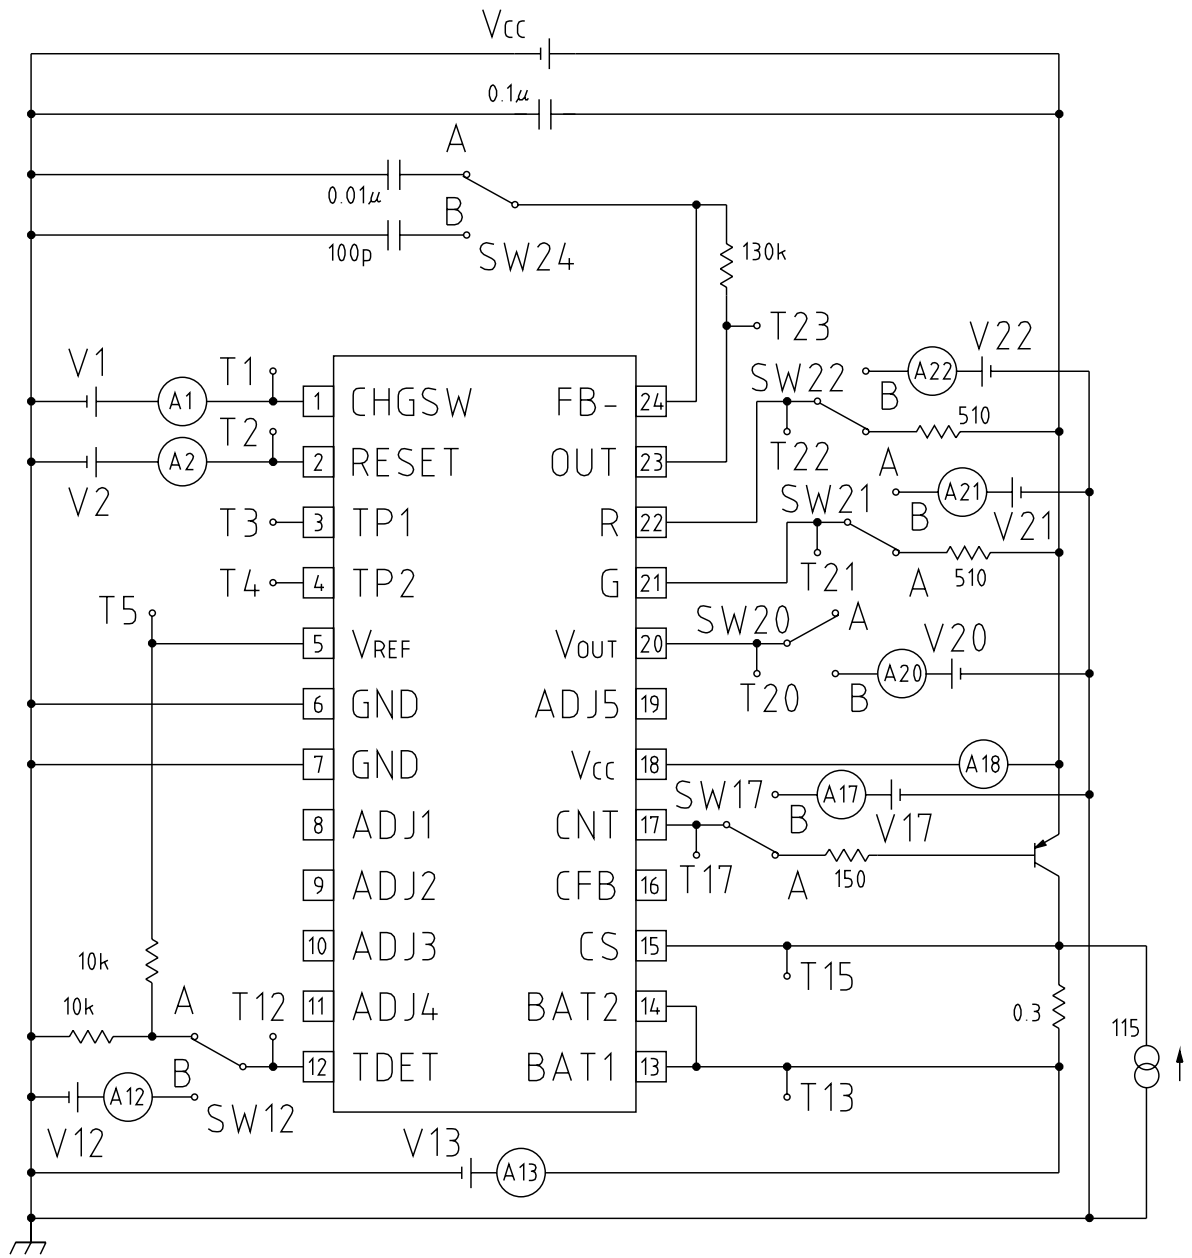 Vcc
0.1μ
A
0.01μ
B
100p
SW24
130k
T23
V1
A1
T1
1
CHGSW
FB-
24
SW22
A22
V22
B
510
T22
A
V2
A2
T2
2
RESET
OUT
23
T3
3
TP1
R
22
SW21
A21
V21
B
510
T21
A
T4
4
TP2
G
21
T5
5
VREF
VOUT
20
SW20
A
T20
B
A20
V20
6
GND
ADJ5
19
7
GND
Vcc
18
A18
SW17
B
A17
V17
8
ADJ1
CNT
17
T17
A
150
9
ADJ2
CFB
16
10k
10
ADJ3
CS
15
T15
10k
A
T12
11
ADJ4
BAT2
14
0.3
115
12
TDET
BAT1
13
T13
B
A12
SW12
V12
V13
A13